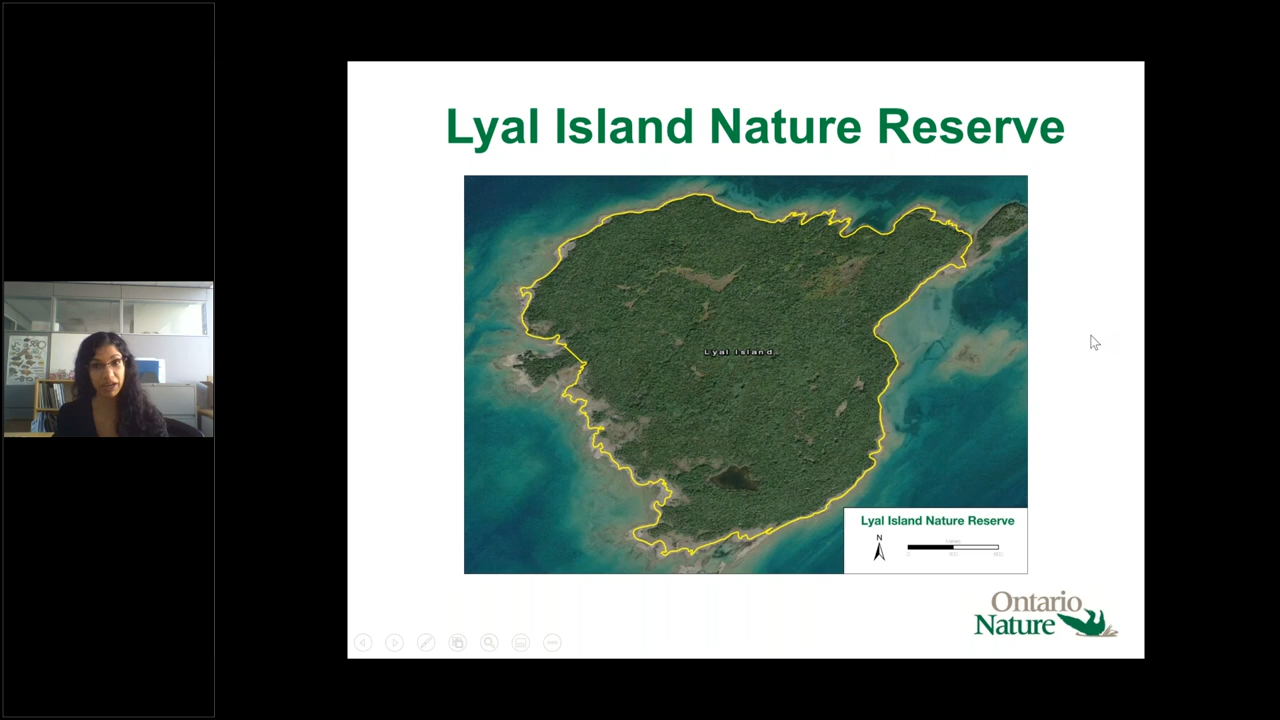 Lyal Island Nature Reserve
Lyal Island
Lyal Island Nature Reserve
N
Ontario
Nature